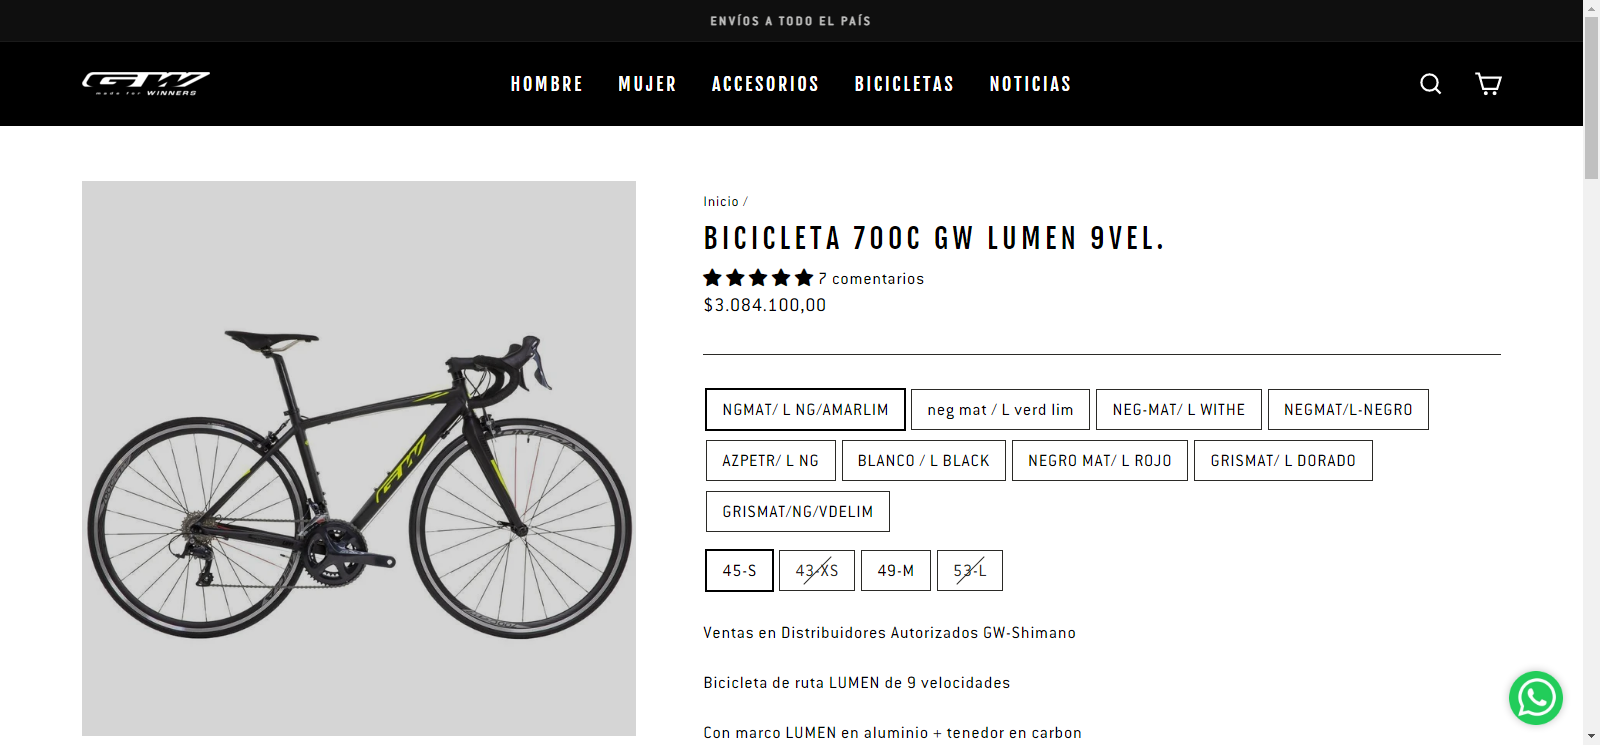 ENVÍOS A TODO EL PAÍS
GW
made for WINNERS
HOMBRE MUJER ACCESORIOS BICICLETAS NOTICIAS
Inicio /
BICICLETA 700C GW LUMEN 9VEL.
7 comentarios
$3.084.100,00
NGMAT/ L NG/AMARLIM neg mat / L verd lim NEG-MAT/ L WITHE NEGMAT/L-NEGRO
AZPETR/ L NG BLANCO / L BLACK NEGRO MAT/ L ROJO GRISMAT/ L DORADO
GRISMAT/NG/VDELIM
45-S 43-XS 49-M 53-L
Ventas en Distribuidores Autorizados GW-Shimano
Bicicleta de ruta LUMEN de 9 velocidades
Con marco LUMEN en aluminio + tenedor en carbon
GW